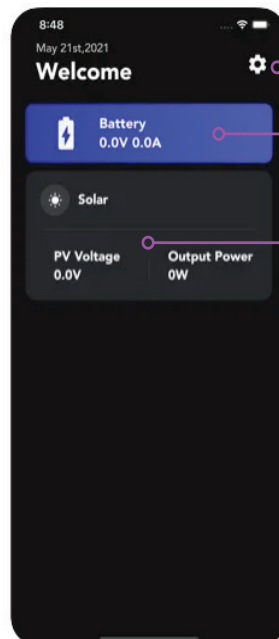 8:48
May 21st,2021
Welcome
Battery
0.0V 0.0A
Solar
PV Voltage
Output Power
0.0V
0W